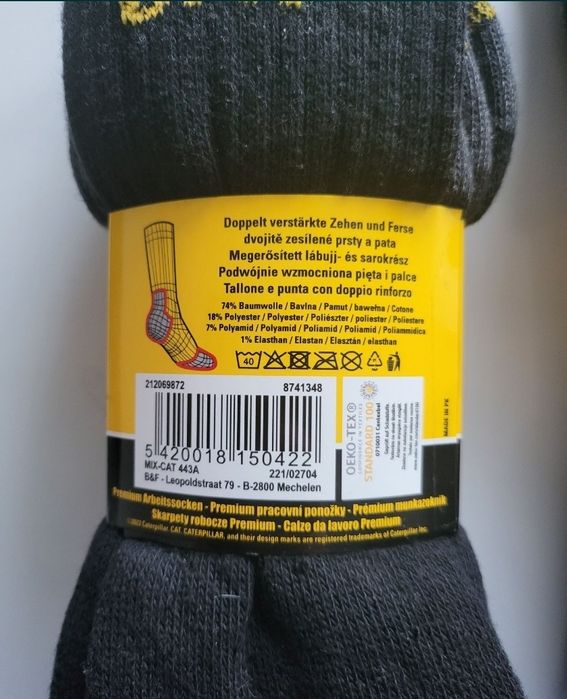 Doppelt verstärkte Zehen und Ferse
dvojitě zesílené prsty a pata
Megerősített lábujj- és sarokrész
Podwójnie wzmocniona pięta i palce
Tallone e punta con doppio rinforzo
74% Baumwolle / Bavlna / Pamut / bawełna / Cotone
18% Polyester / Polyester / Poliészter / poliester / Poliestere
7% Polyamid / Polyamid / Poliamid / Poliamid / Poliammidica
1% Elasthan / Elastan / Elasztán / elasthan
40
212069872 8741348
5 420018 150422
MIX-CAT 443A 221/02704
B&F - Leopoldstraat 79 - B-2800 Mechelen
OEKO-TEX®
STANDARD 100
0710051 Centexbel
MADE IN PK
Premium Arbeitssocken - Premium pracovní ponožky - Prémium munkazoknik
Skarpety robocze Premium - Calzo da lavoro Premium
Caterpillar. CAT, CATERPILLAR, and their design marks are registered trademarks of Caterpillar Inc.